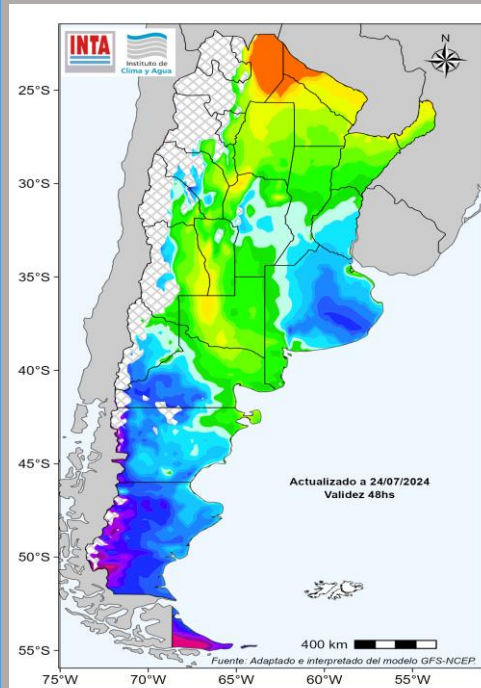 INTA
Instituto de
Clima y Agua
N
25°S
30°S
35°S
40°S
45°S
Actualizado a 24/07/2024
Validez 48hs
50°S
400 km
55°S
Fuente: Adaptado e interpretado del modelo GFS-NCEP.
75°W 70°W 65°W 60°W 55°W